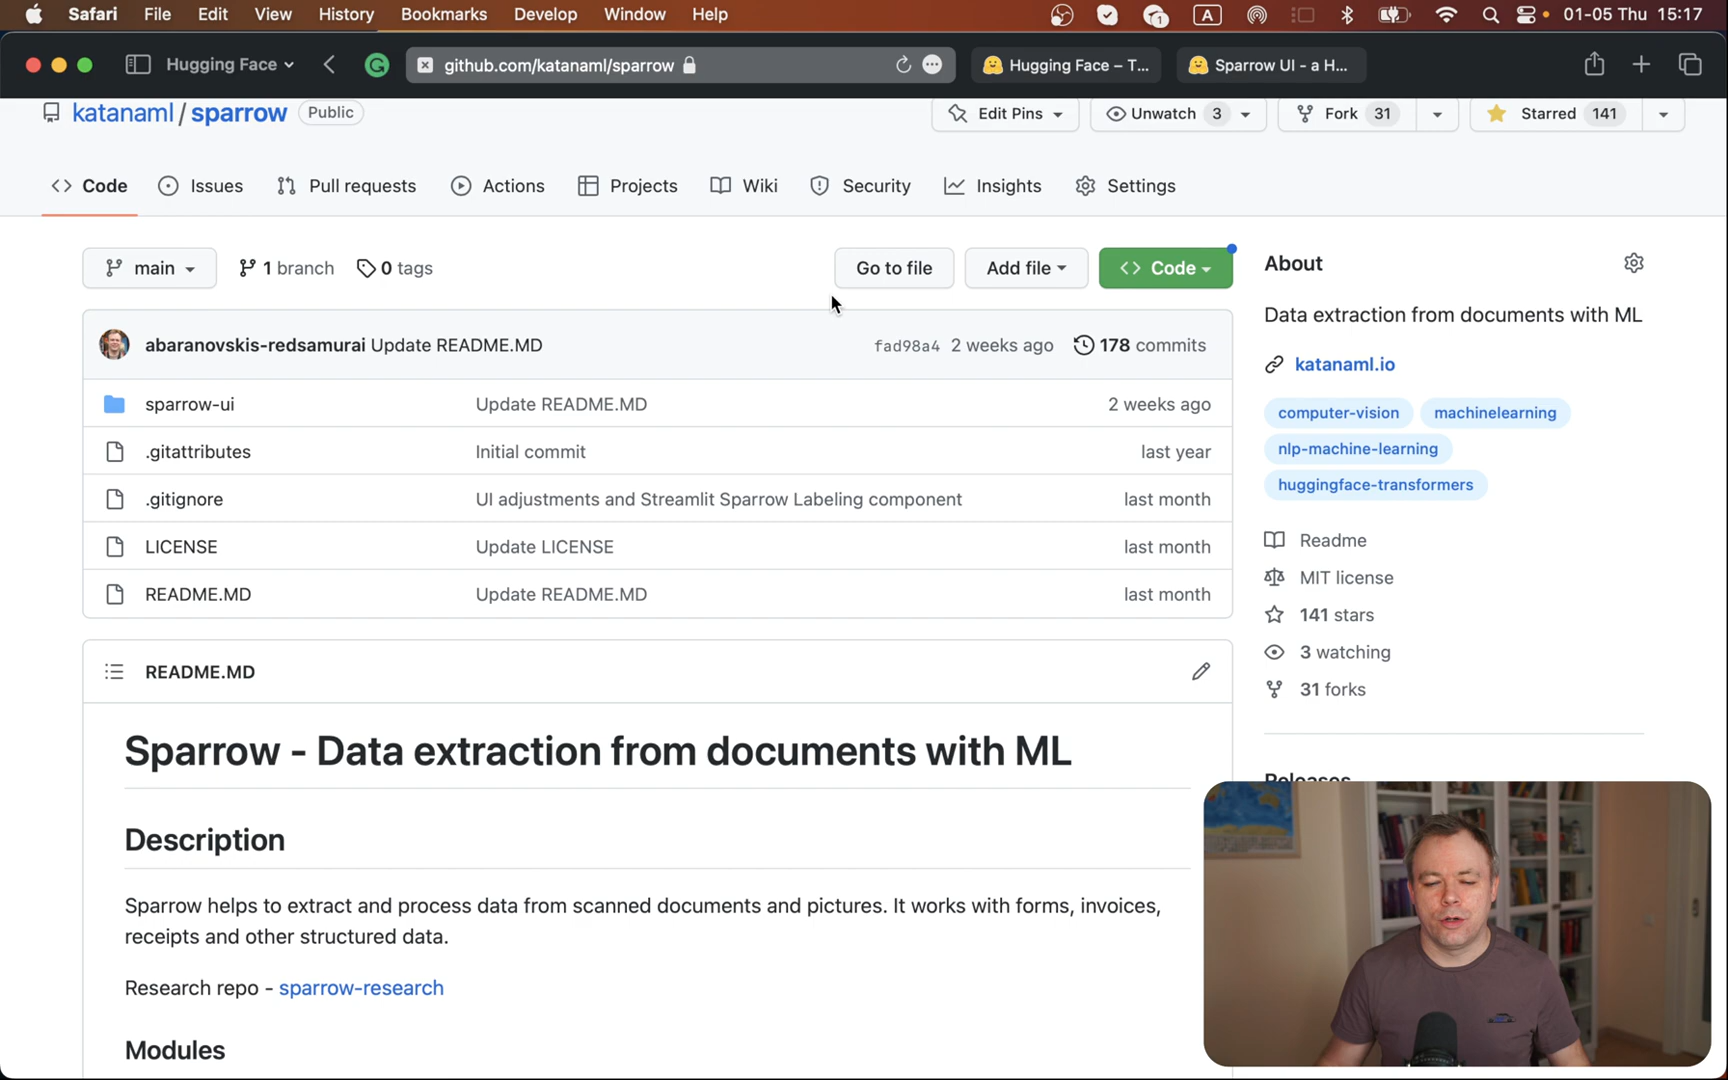 Safari File Edit View History Bookmarks Develop Window Help 1 A 01-05 Thu 15:17
Hugging Face github.com/katanaml/sparrow Hugging Face – T... Sparrow UI - a H...
katanaml / sparrow Public Edit Pins Unwatch 3 Fork 31 Starred 141
Code Issues Pull requests Actions Projects Wiki Security Insights Settings
main 1 branch 0 tags Go to file Add file Code
abaranovskis-redsamurai Update README.MD fad98a4 2 weeks ago 178 commits
sparrow-ui Update README.MD 2 weeks ago
.gitattributes Initial commit last year
.gitignore UI adjustments and Streamlit Sparrow Labeling component last month
LICENSE Update LICENSE last month
README.MD Update README.MD last month
README.MD
Sparrow - Data extraction from documents with ML
Description
Sparrow helps to extract and process data from scanned documents and pictures. It works with forms, invoices,
receipts and other structured data.
Research repo - sparrow-research
Modules
About
Data extraction from documents with ML
katanaml.io
computer-vision machinelearning
nlp-machine-learning
huggingface-transformers
Readme
MIT license
141 stars
3 watching
31 forks
Releases